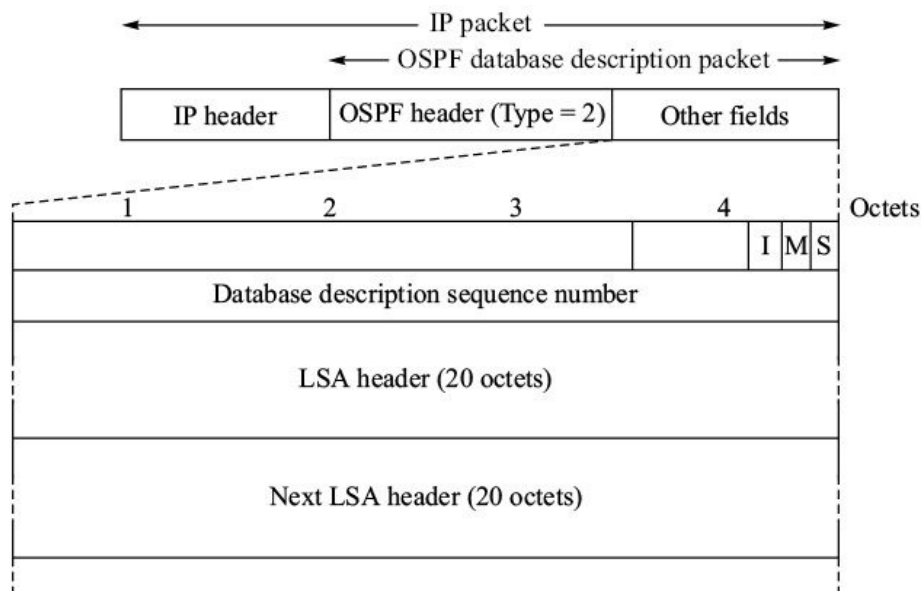 IP packet
OSPF database description packet
IP header OSPF header (Type = 2) Other fields
1 2 3 4 Octets
I M S
Database description sequence number
LSA header (20 octets)
Next LSA header (20 octets)